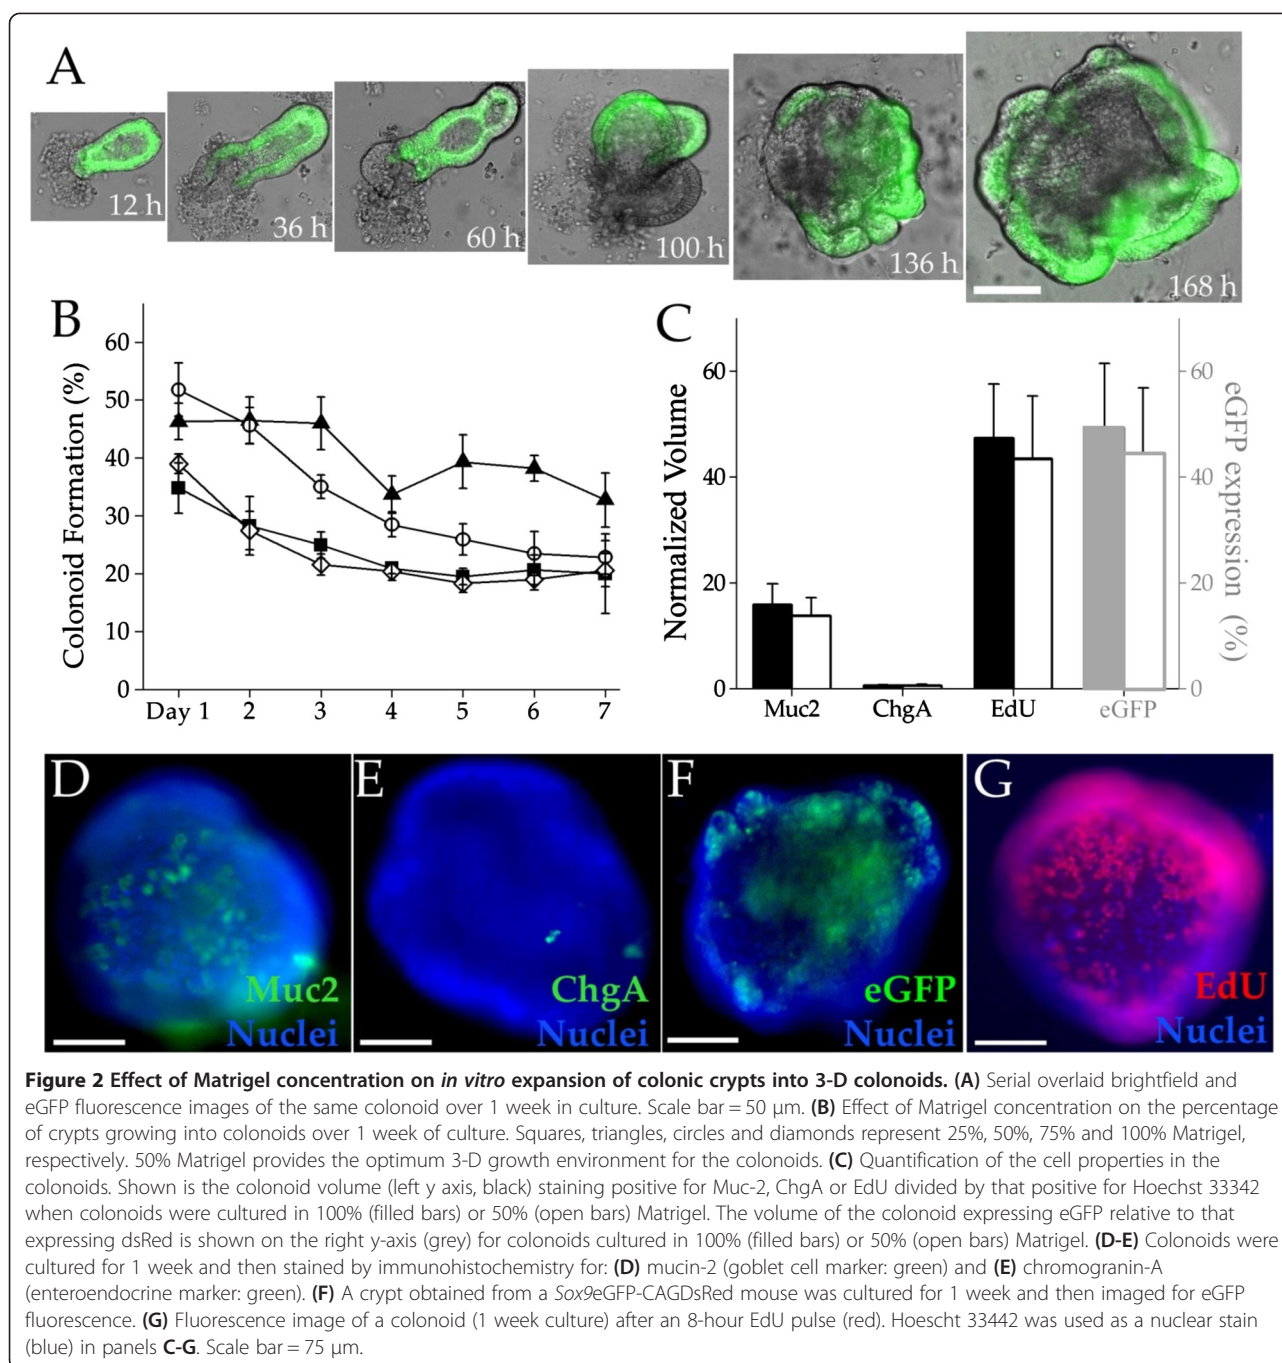 A
12 h
36 h
60 h
100 h
136 h
168 h
B
Colonoid Formation (%)
60
50
40
30
20
10
0
Day 1 2 3 4 5 6 7
C
Normalized Volume
60
40
20
0
Muc2 ChgA EdU eGFP
60
40
20
0
eGFP expression (%)
D
Muc2
Nuclei
E
ChgA
Nuclei
F
eGFP
Nuclei
G
EdU
Nuclei
Figure 2 Effect of Matrigel concentration on in vitro expansion of colonic crypts into 3-D colonoids. (A) Serial overlaid brightfield and
eGFP fluorescence images of the same colonoid over 1 week in culture. Scale bar = 50 μm. (B) Effect of Matrigel concentration on the percentage
of crypts growing into colonoids over 1 week of culture. Squares, triangles, circles and diamonds represent 25%, 50%, 75% and 100% Matrigel,
respectively. 50% Matrigel provides the optimum 3-D growth environment for the colonoids. (C) Quantification of the cell properties in the
colonoids. Shown is the colonoid volume (left y axis, black) staining positive for Muc-2, ChgA or EdU divided by that positive for Hoechst 33342
when colonoids were cultured in 100% (filled bars) or 50% (open bars) Matrigel. The volume of the colonoid expressing eGFP relative to that
expressing dsRed is shown on the right y-axis (grey) for colonoids cultured in 100% (filled bars) or 50% (open bars) Matrigel. (D-E) Colonoids were
cultured for 1 week and then stained by immunohistochemistry for: (D) mucin-2 (goblet cell marker: green) and (E) chromogranin-A
(enteroendocrine marker: green). (F) A crypt obtained from a Sox9eGFP-CAGDsRed mouse was cultured for 1 week and then imaged for eGFP
fluorescence. (G) Fluorescence image of a colonoid (1 week culture) after an 8-hour EdU pulse (red). Hoescht 33442 was used as a nuclear stain
(blue) in panels C-G. Scale bar = 75 μm.